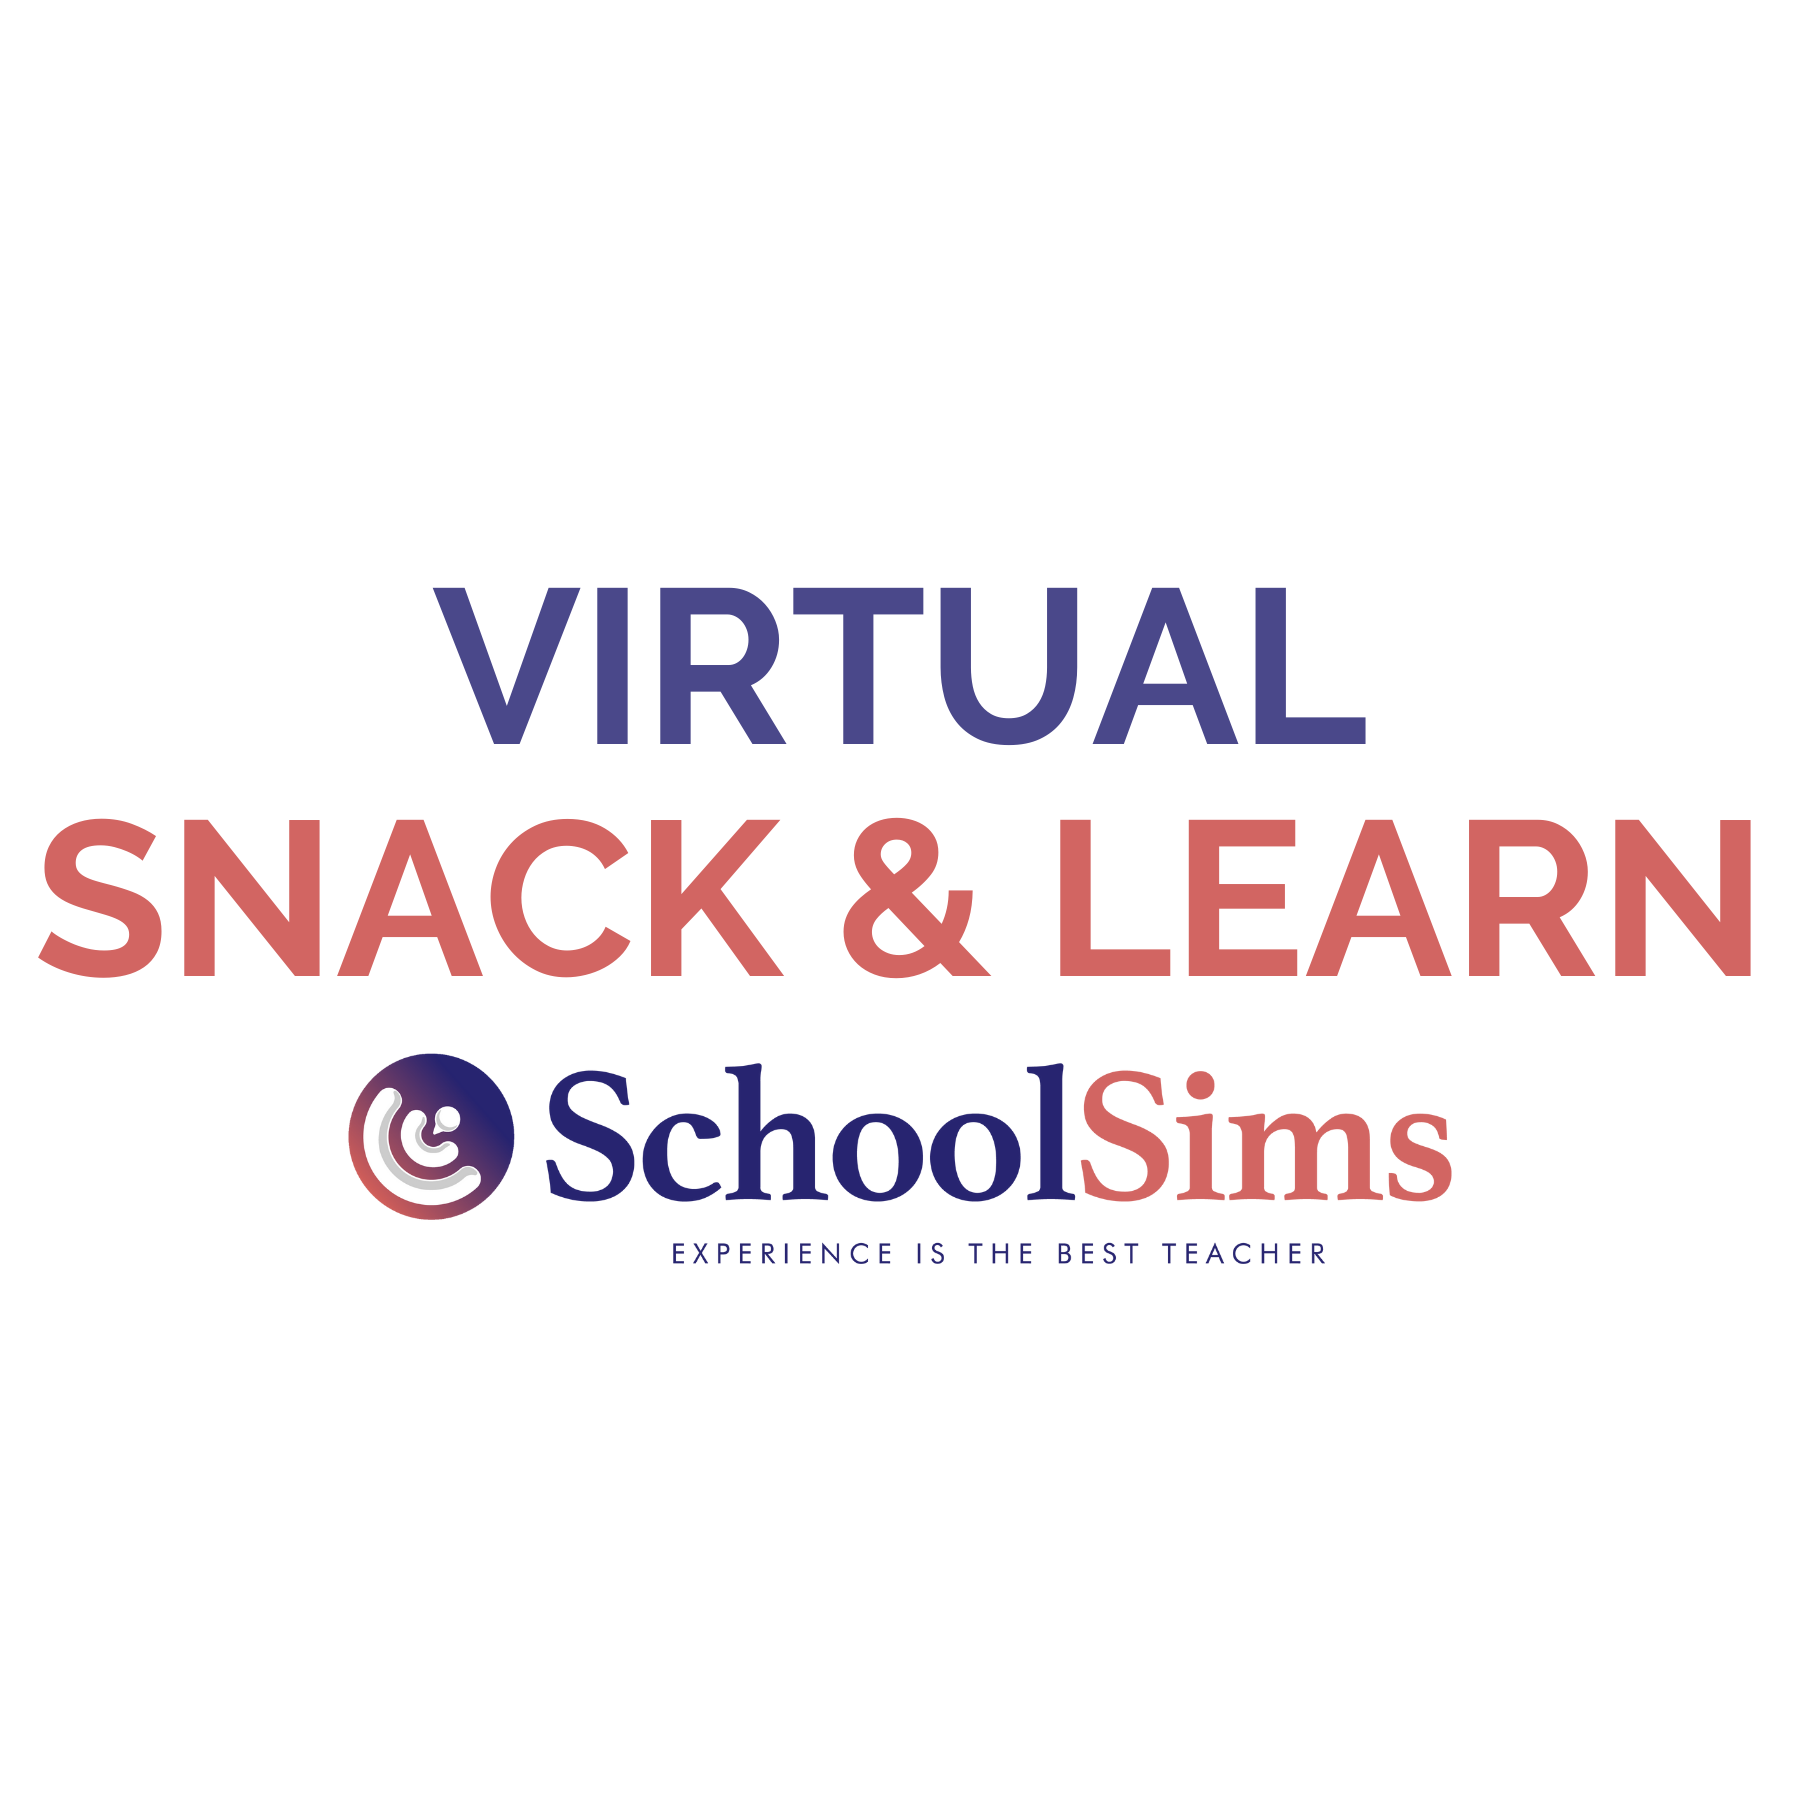 VIRTUAL
SNACK & LEARN
SchoolSims
EXPERIENCE IS THE BEST TEACHER